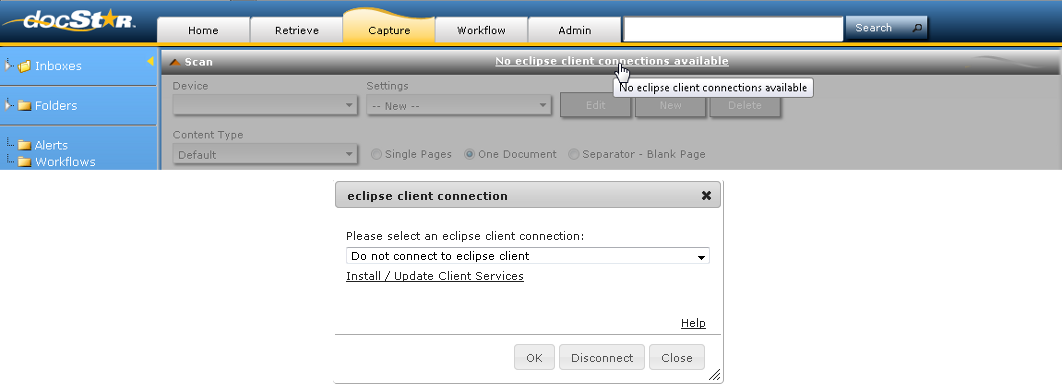 docStAR.
Home Retrieve Capture Workflow Admin Search
Inboxes
Scan No eclipse client connections available
No eclipse client connections available
Device Settings
-- New -- Edit New Delete
Folders
Content Type
Alerts
Default Single Pages One Document Separator - Blank Page
Workflows
eclipse client connection
Please select an eclipse client connection:
Do not connect to eclipse client
Install / Update Client Services
Help
OK Disconnect Close